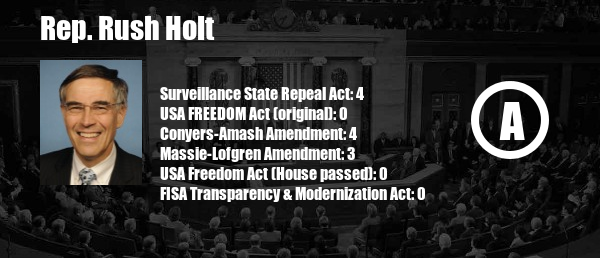 Rep. Rush Holt
Surveillance State Repeal Act: 4
USA FREEDOM Act (original): 0
Conyers-Amash Amendment: 4
Massie-Lofgren Amendment: 3
USA Freedom Act (House passed): 0
FISA Transparency & Modernization Act: 0
A